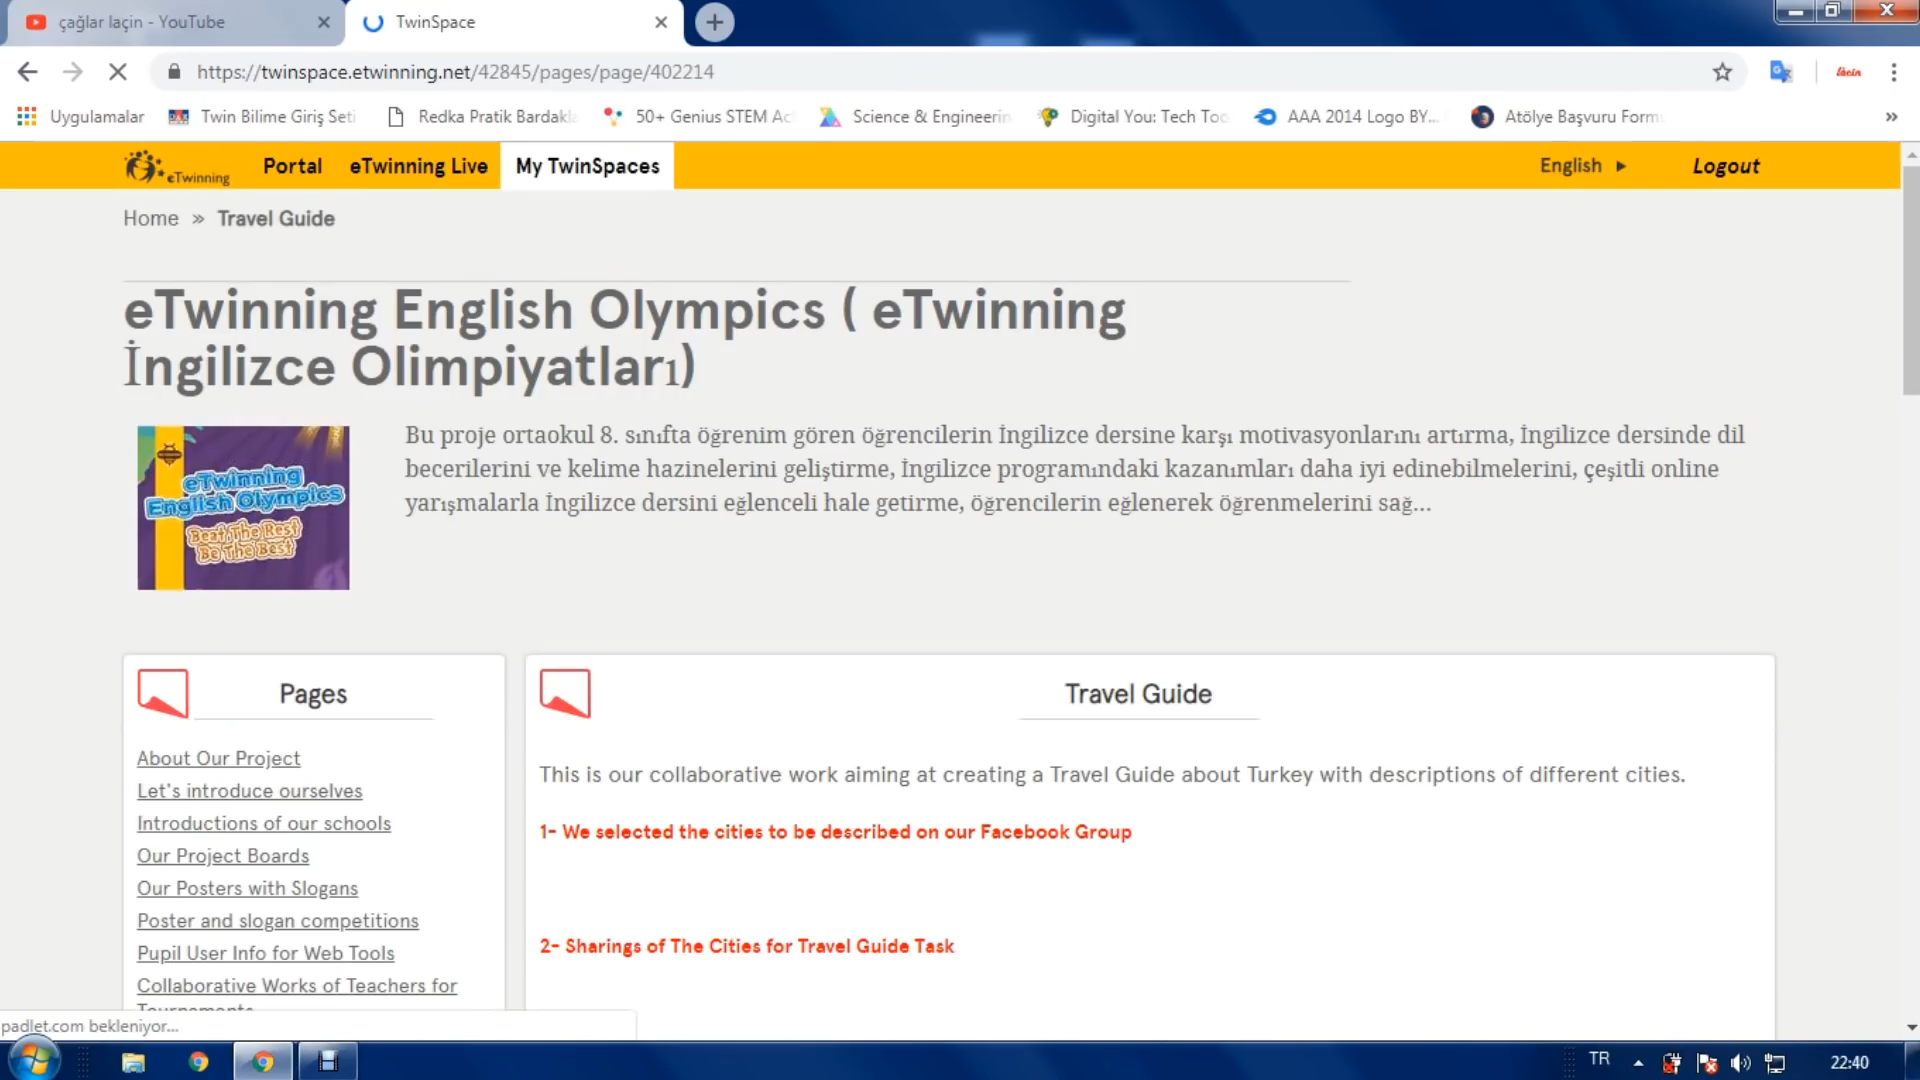 çağlar laçin - YouTube
TwinSpace
https://twinspace.etwinning.net/42845/pages/page/402214
laçin
Uygulamalar
Twin Bilime Giriş Seti
Redka Pratik Bardakla
50+ Genius STEM Ac
Science & Engineerin
Digital You: Tech Too
AAA 2014 Logo BY...
Atölye Başvuru Formu
eTwinning
Portal
eTwinning Live
My TwinSpaces
English
Logout
Home » Travel Guide
eTwinning English Olympics ( eTwinning
İngilizce Olimpiyatları)
eTwinning
English Olympics
Beat The Rest
Be The Best
Bu proje ortaokul 8. sınıfta öğrenim gören öğrencilerin İngilizce dersine karşı motivasyonlarını artırma, İngilizce dersinde dil
becerilerini ve kelime hazinelerini geliştirme, İngilizce programındaki kazanımları daha iyi edinebilmelerini, çeşitli online
yarışmalarla İngilizce dersini eğlenceli hale getirme, öğrencilerin eğlenerek öğrenmelerini sağ...
Pages
About Our Project
Let's introduce ourselves
Introductions of our schools
Our Project Boards
Our Posters with Slogans
Poster and slogan competitions
Pupil User Info for Web Tools
Collaborative Works of Teachers for
Tournaments
Travel Guide
This is our collaborative work aiming at creating a Travel Guide about Turkey with descriptions of different cities.
1- We selected the cities to be described on our Facebook Group
2- Sharings of The Cities for Travel Guide Task
padlet.com bekleniyor...
TR
22:40